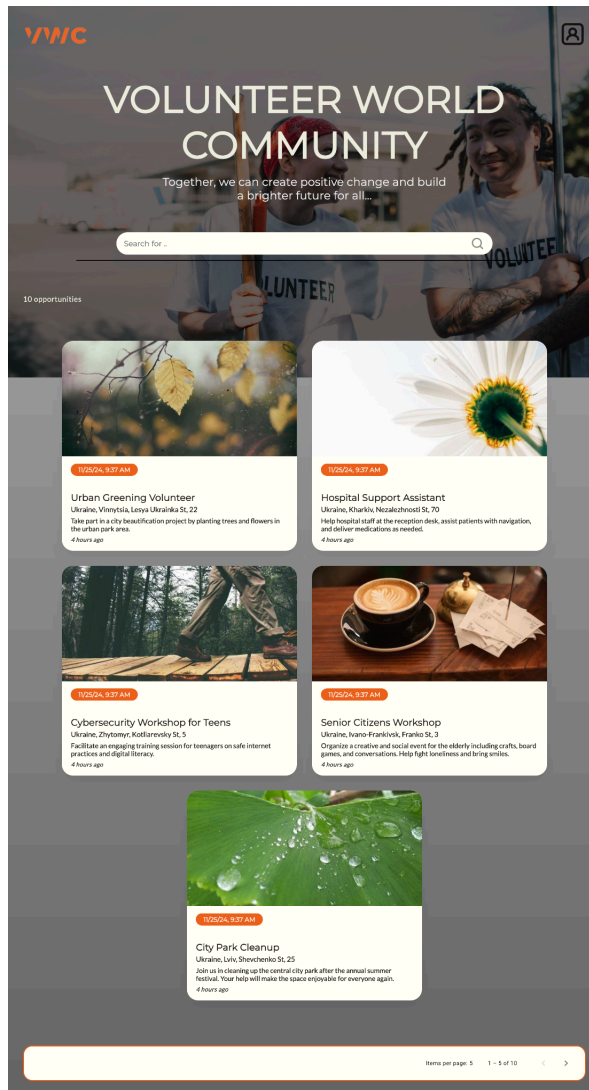 VWC
VOLUNTEER WORLD
COMMUNITY
Together, we can create positive change and build
a brighter future for all...
Search for ..
VOLUNTEE
LUNTEER
10 opportunities
11/25/24, 9:37 AM
Urban Greening Volunteer
Ukraine, Vinnytsia, Lesya Ukrainka St, 22
Take part in a city beautification project by planting trees and flowers in
the urban park area.
4 hours ago
11/25/24, 9:37 AM
Hospital Support Assistant
Ukraine, Kharkiv, Nezalezhnosti St, 70
Help hospital staff at the reception desk, assist patients with navigation,
and deliver medications as needed.
4 hours ago
11/25/24, 9:37 AM
Cybersecurity Workshop for Teens
Ukraine, Zhytomyr, Kotliarevsky St, 5
Facilitate an engaging training session for teenagers on safe internet
practices and digital literacy.
4 hours ago
11/25/24, 9:37 AM
Senior Citizens Workshop
Ukraine, Ivano-Frankivsk, Franko St, 3
Organize a creative and social event for the elderly including crafts, board
games, and conversations. Help fight loneliness and bring smiles.
4 hours ago
11/25/24, 9:37 AM
City Park Cleanup
Ukraine, Lviv, Shevchenko St, 25
Join us in cleaning up the central city park after the annual summer
festival. Your help will make the space enjoyable for everyone again.
4 hours ago
Items per page: 5 1 – 5 of 10